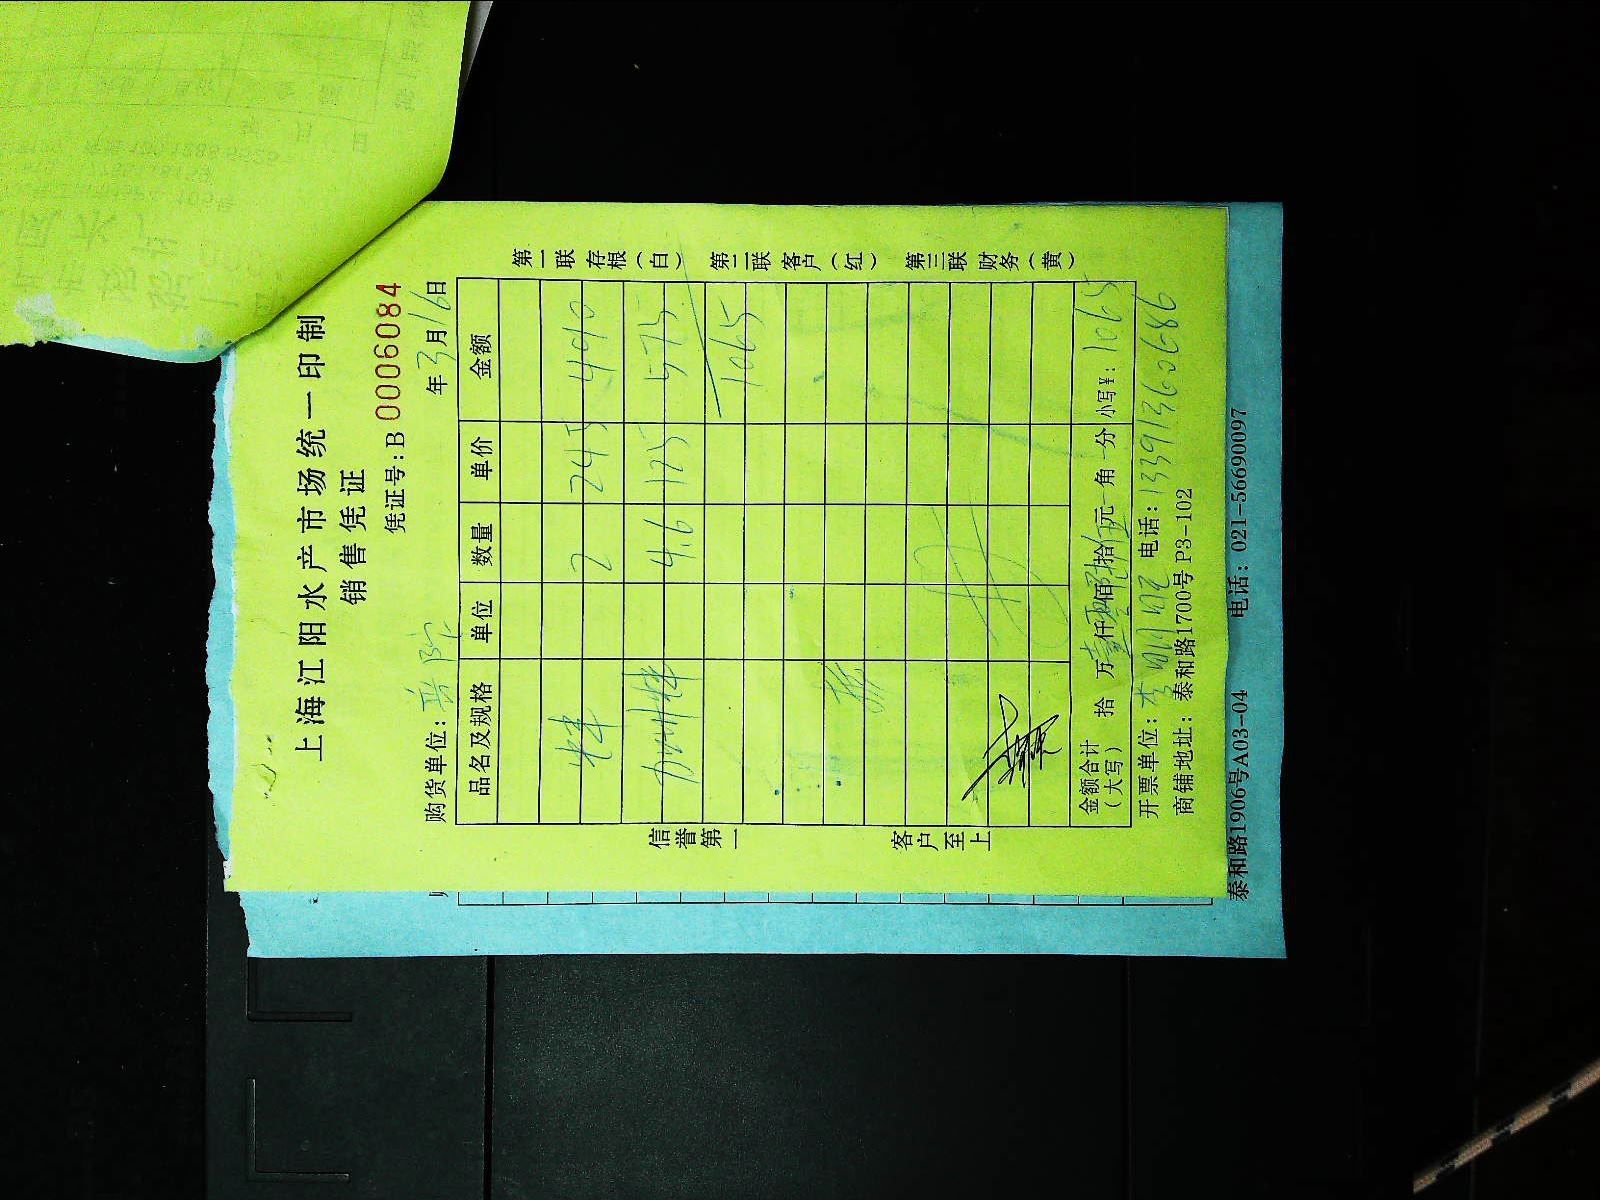 上海江阳水产市场统一印制
销售凭证
凭证号:B 0006084
购货单位:普陀 年3月16日
品名及规格 单位 数量 单价 金额
2 245 490
4.6 125 575
1065
金额合计(大写) 拾 万壹仟零佰陆拾伍元 角 分 小写¥:1065
开票单位: 电话:13391360686
商铺地址: 泰和路1700号P3-102
第一联 存根(白) 第二联 客户(红) 第三联 财务(黄)
信誉第一
客户至上
泰和路1906号A03-04 电话: 021-56690097